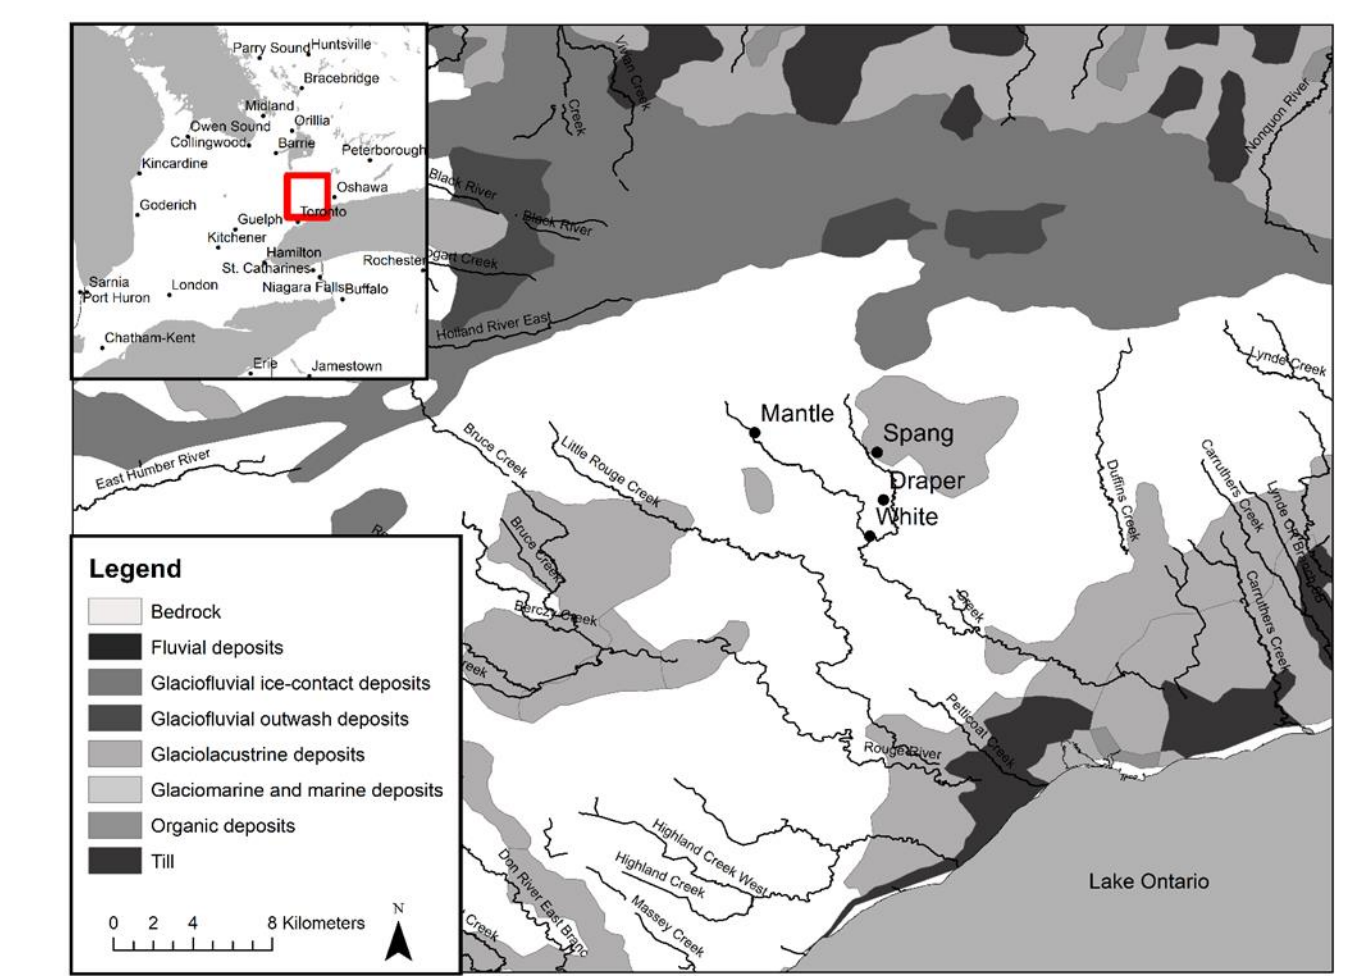 Parry Sound
Huntsville
Bracebridge
Midland
Orillia
Owen Sound
Collingwood
Barrie
Peterborough
Kincardine
Oshawa
Goderich
Toronto
Guelph
Kitchener
Hamilton
St. Catharines
Rochester
Sarnia
London
Niagara Falls
Buffalo
Port Huron
Chatham-Kent
Erie
Jamestown
Vivian Creek
Creek
Nonquon River
Black River
Black River
ogart Creek
Holland River East
Lynde Creek
East Humber River
Bruce Creek
Little Rouge Creek
Mantle
Spang
Draper
White
Duffins Creek
Carruthers Creek
Bruce Creek
Berczy Creek
reek
Creek
Carruthers Creek
Petticoat Creek
Rouge River
Highland Creek West
Highland Creek
Massey Creek
Don River East Branc
Creek
Lake Ontario
Legend
Bedrock
Fluvial deposits
Glaciofluvial ice-contact deposits
Glaciofluvial outwash deposits
Glaciolacustrine deposits
Glaciomarine and marine deposits
Organic deposits
Till
0 2 4 8 Kilometers
N